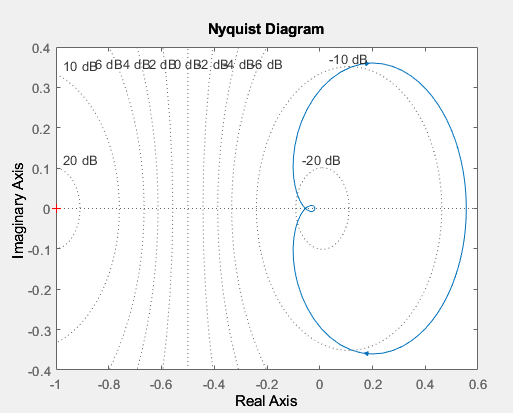 Nyquist Diagram
0.4
10 dB 6 dB 4 dB 2 dB 0 dB -2 dB -4 dB -6 dB -10 dB
0.3
0.2
20 dB -20 dB
0.1
0
-0.1
-0.2
-0.3
-0.4
Imaginary Axis
-1 -0.8 -0.6 -0.4 -0.2 0 0.2 0.4 0.6
Real Axis